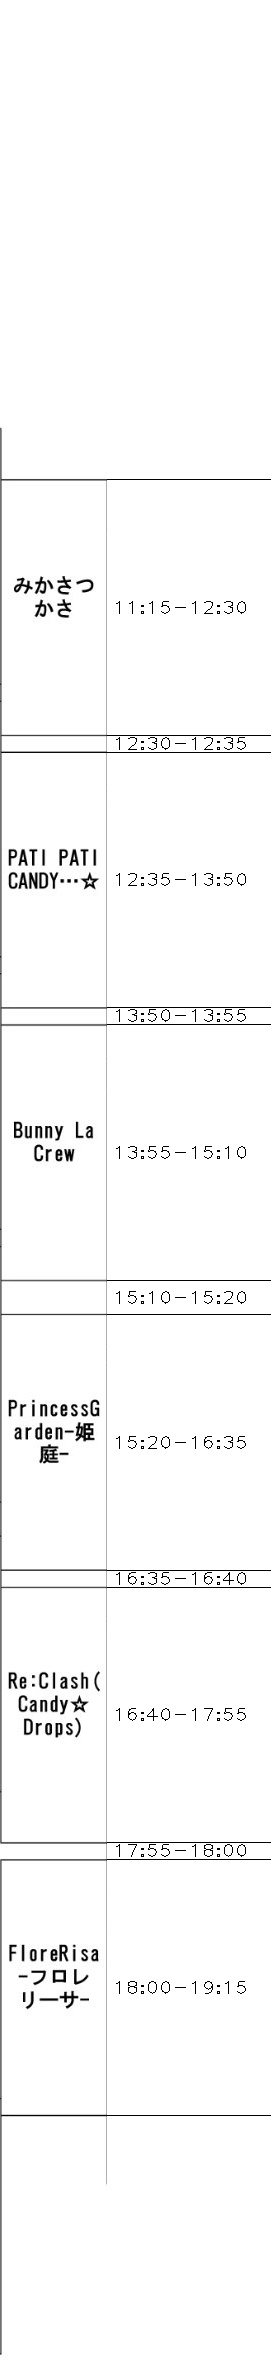 みかさつ
かさ
11:15-12:30
12:30-12:35
PATI PATI
CANDY…☆
12:35-13:50
13:50-13:55
Bunny La
Crew
13:55-15:10
15:10-15:20
PrincessG
arden-姫
庭-
15:20-16:35
16:35-16:40
Re:Clash(
Candy☆
Drops)
16:40-17:55
17:55-18:00
FloreRisa
-フロレ
リーサ-
18:00-19:15